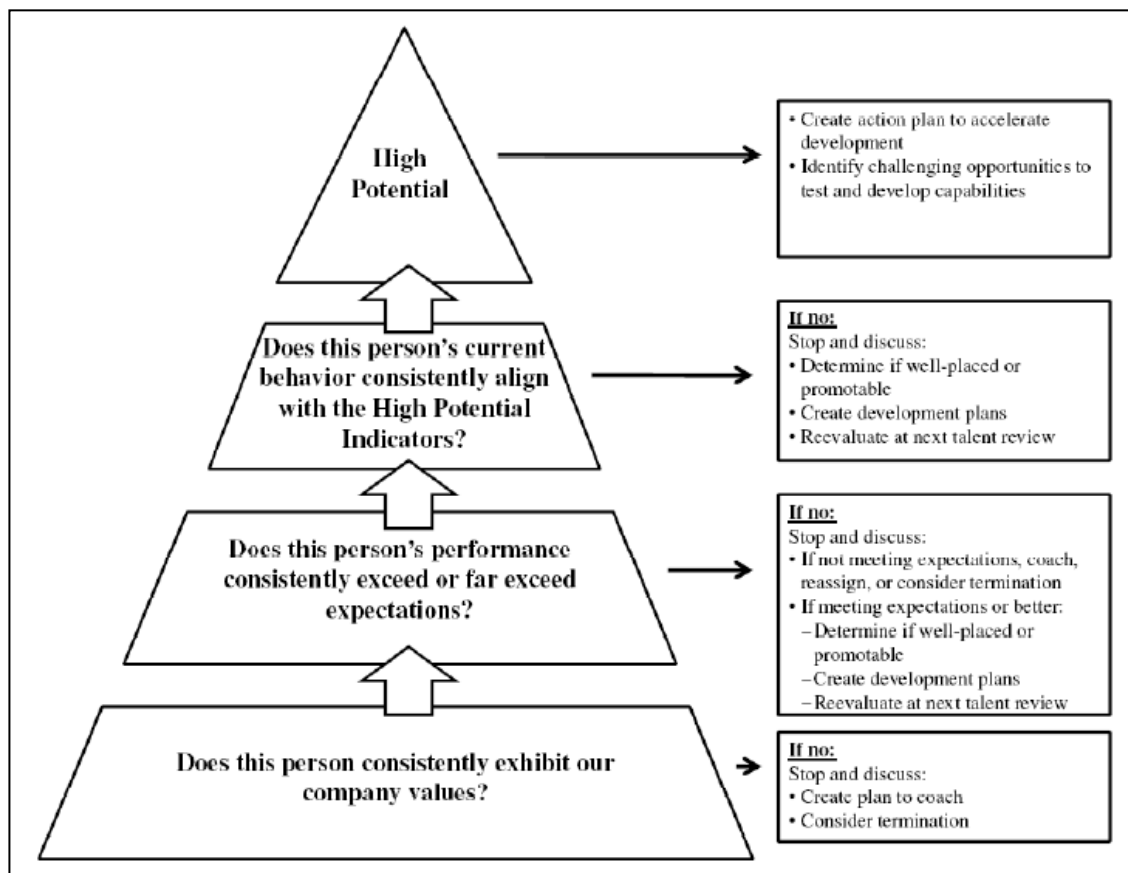 High
Potential
• Create action plan to accelerate
development
• Identify challenging opportunities to
test and develop capabilities
Does this person's current
behavior consistently align
with the High Potential
Indicators?
If no:
Stop and discuss:
• Determine if well-placed or
promotable
• Create development plans
• Reevaluate at next talent review
Does this person's performance
consistently exceed or far exceed
expectations?
If no:
Stop and discuss:
• If not meeting expectations, coach,
reassign, or consider termination
• If meeting expectations or better:
–Determine if well-placed or
promotable
–Create development plans
–Reevaluate at next talent review
Does this person consistently exhibit our
company values?
If no:
Stop and discuss:
• Create plan to coach
• Consider termination